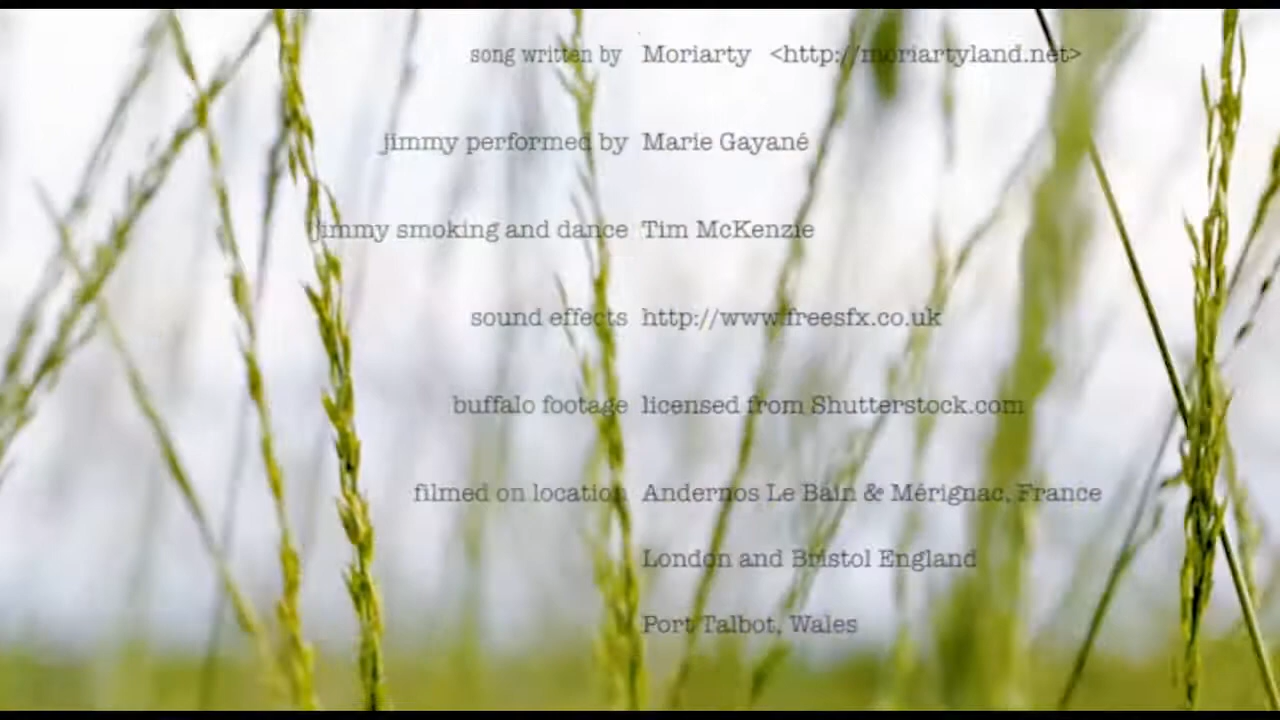 song written by Moriarty <http://moriartyland.net>
jimmy performed by Marie Gayané
jimmy smoking and dance Tim McKenzie
sound effects http://www.freesfx.co.uk
buffalo footage licensed from Shutterstock.com
filmed on location Andernos Le Bain & Mérignac, France
London and Bristol England
Port Talbot, Wales